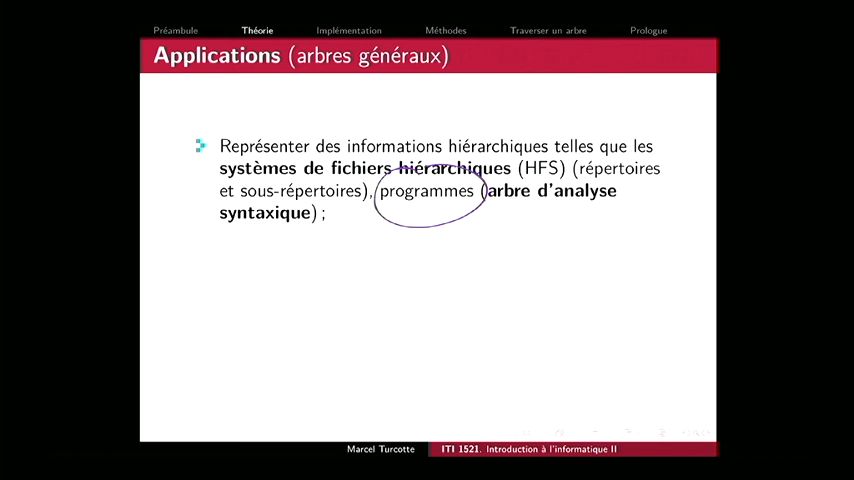 Préambule Théorie Implémentation Méthodes Traverser un arbre Prologue
Applications (arbres généraux)
Représenter des informations hiérarchiques telles que les
systèmes de fichiers hiérarchiques (HFS) (répertoires
et sous-répertoires), programmes (arbre d'analyse
syntaxique) ;
Marcel Turcotte ITI 1521. Introduction à l'informatique II